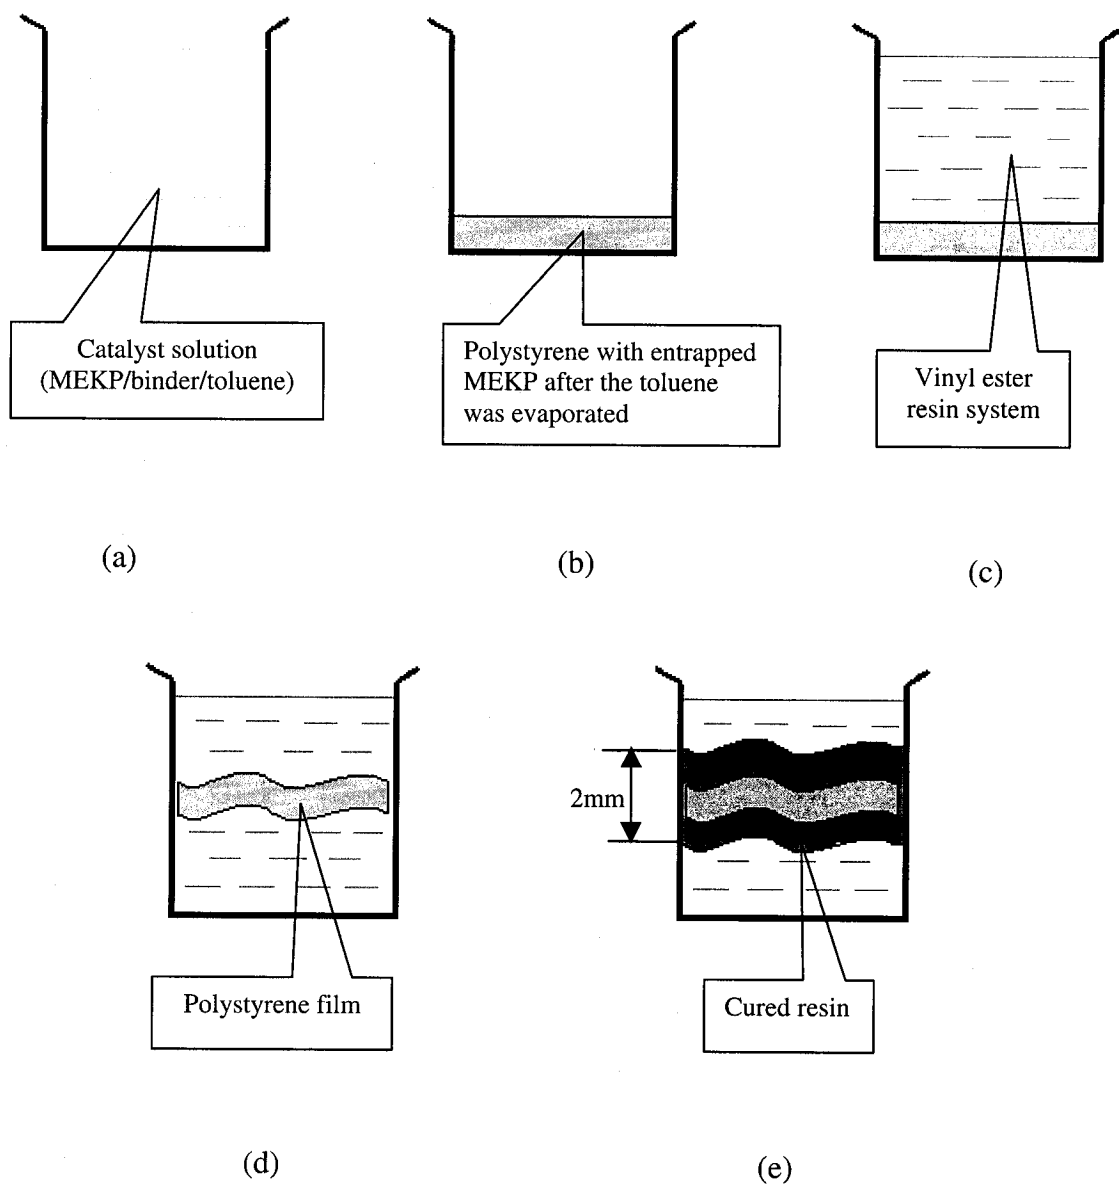 Catalyst solution
(MEKP/binder/toluene)
Polystyrene with entrapped
MEKP after the toluene
was evaporated
Vinyl ester
resin system
(a)
(b)
(c)
2mm
Polystyrene film
Cured resin
(d)
(e)